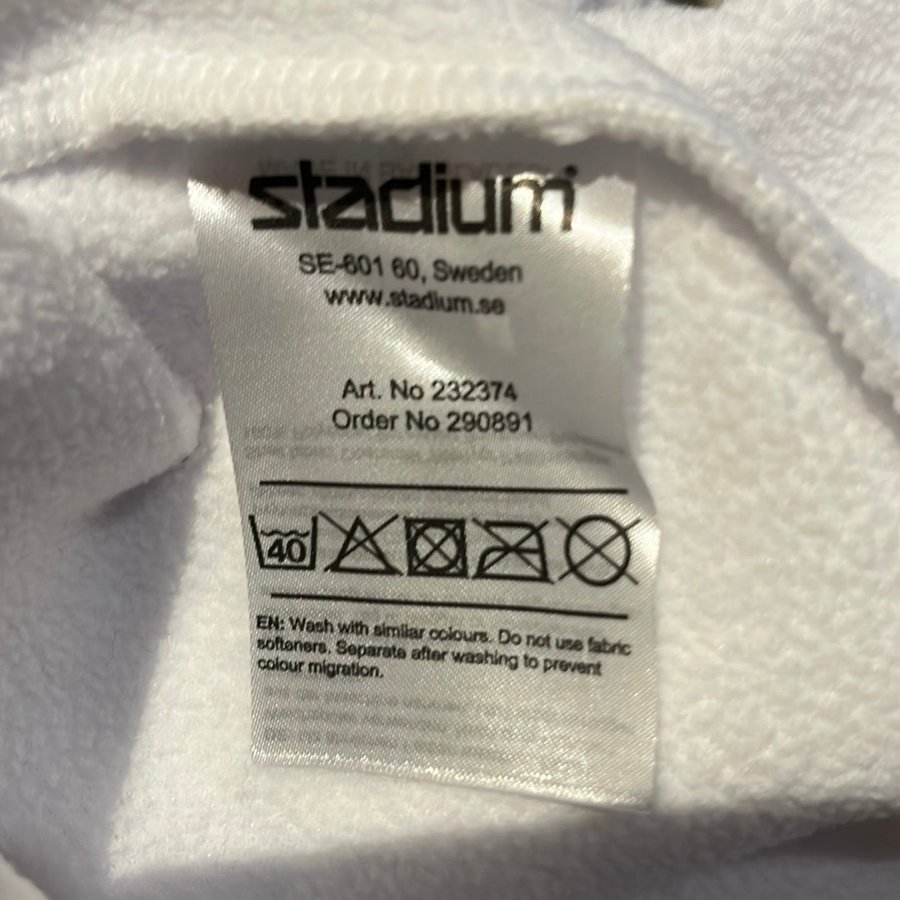 stadium
SE-601 60, Sweden
www.stadium.se
Art. No 232374
Order No 290891
40
EN: Wash with similar colours. Do not use fabric
softeners. Separate after washing to prevent
colour migration.